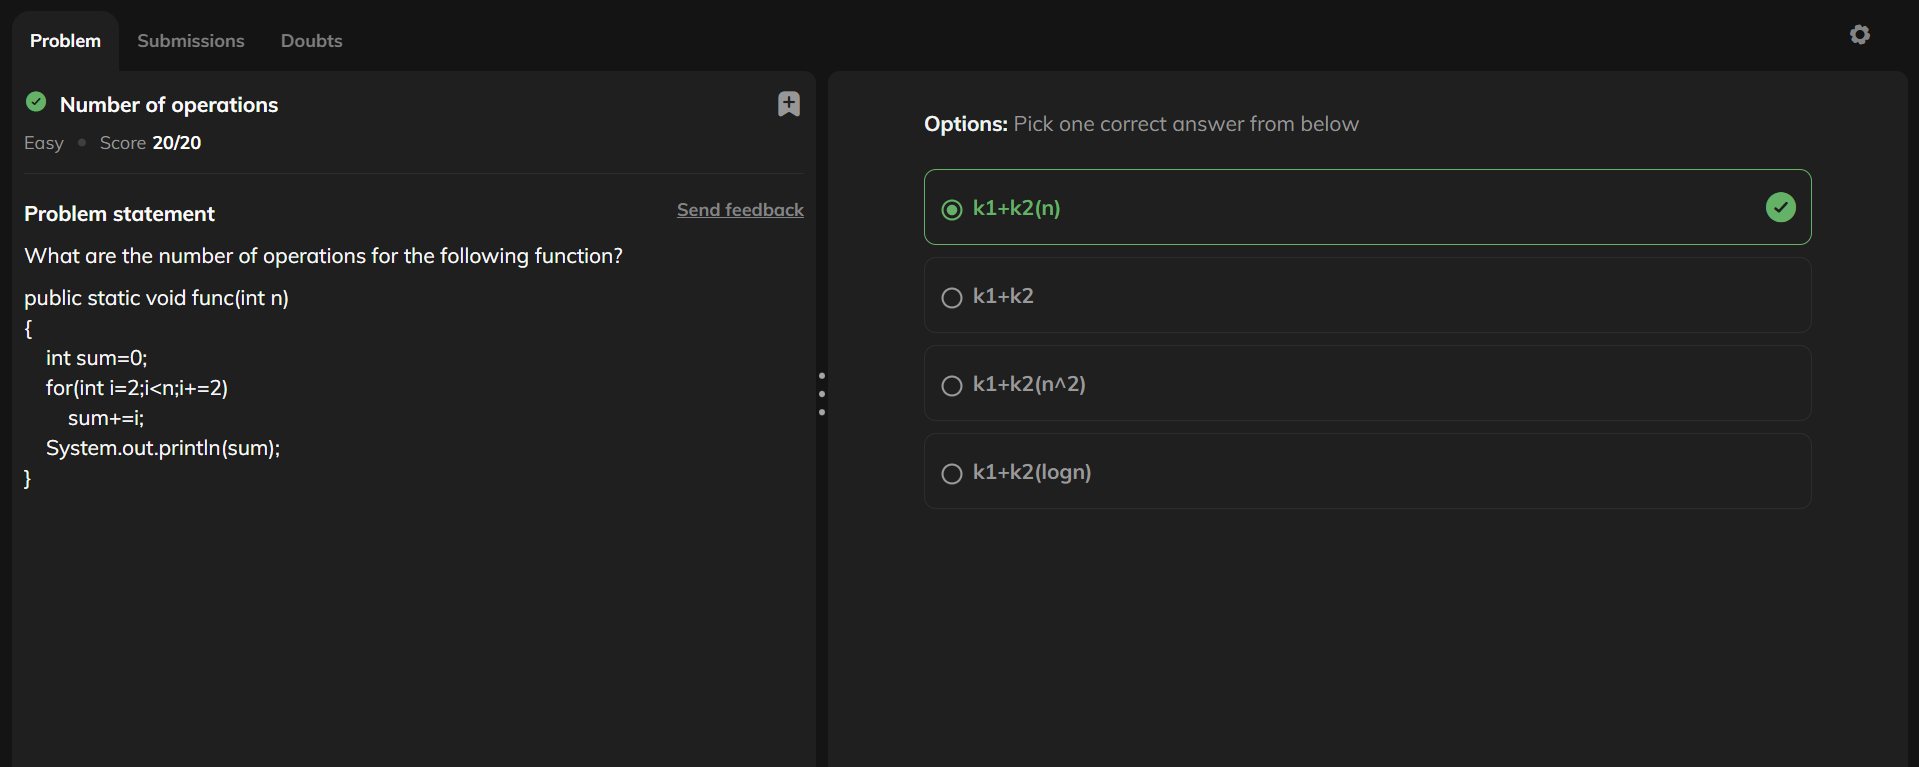 Problem
Submissions
Doubts
Number of operations
Easy • Score 20/20
Problem statement
Send feedback
What are the number of operations for the following function?
public static void func(int n)
{
int sum=0;
for(int i=2;i<n;i+=2)
sum+=i;
System.out.println(sum);
}
Options: Pick one correct answer from below
k1+k2(n)
k1+k2
k1+k2(n^2)
k1+k2(logn)